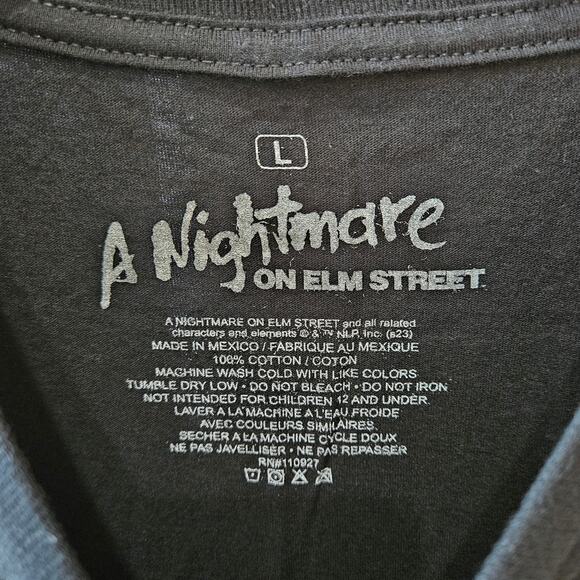 L
A Nightmare
ON ELM STREET
A NIGHTMARE ON ELM STREET and all related
characters and elements © & ™ NLP, Inc. (s23)
MADE IN MEXICO / FABRIQUE AU MEXIQUE
100% COTTON / COTON
MACHINE WASH COLD WITH LIKE COLORS
TUMBLE DRY LOW • DO NOT BLEACH • DO NOT IRON
NOT INTENDED FOR CHILDREN 12 AND UNDER.
LAVER A LA MACHINE A L'EAU FROIDE
AVEC COULEURS SIMILAIRES.
SECHER A LA MACHINE CYCLE DOUX
NE PAS JAVELLISER • NE PAS REPASSER
RN#110927